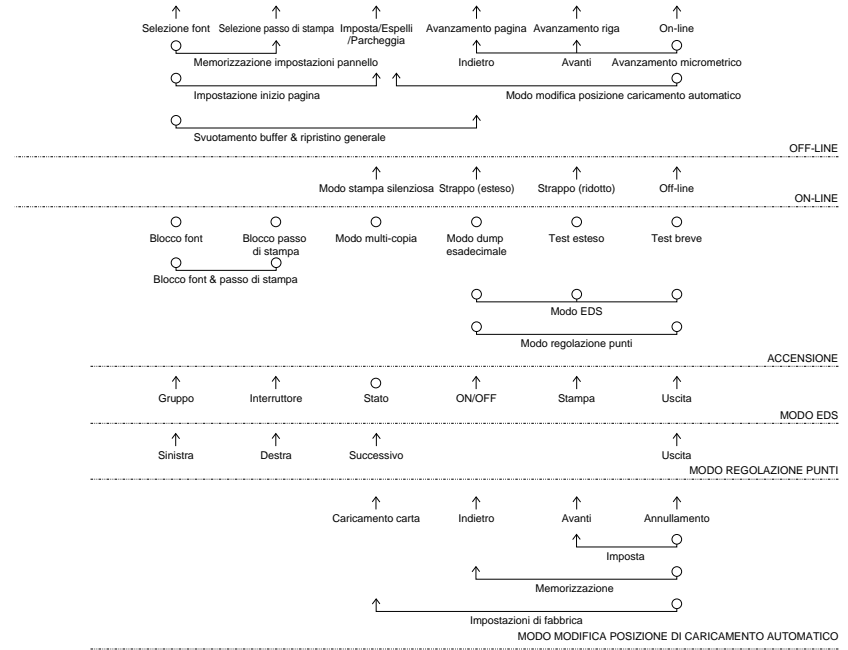 Selezione font Selezione passo di stampa Imposta/Espelli Avanzamento pagina Avanzamento riga On-line
/Parcheggia
Memorizzazione impostazioni pannello Indietro Avanti Avanzamento micrometrico
Impostazione inizio pagina Modo modifica posizione caricamento automatico
Svuotamento buffer & ripristino generale
OFF-LINE
Modo stampa silenziosa Strappo (esteso) Strappo (ridotto) Off-line
ON-LINE
Blocco font Blocco passo Modo multi-copia Modo dump Test esteso Test breve
di stampa esadecimale
Blocco font & passo di stampa
Modo EDS
Modo regolazione punti
ACCENSIONE
Gruppo Interruttore Stato ON/OFF Stampa Uscita
MODO EDS
Sinistra Destra Successivo Uscita
MODO REGOLAZIONE PUNTI
Caricamento carta Indietro Avanti Annullamento
Imposta
Memorizzazione
Impostazioni di fabbrica
MODO MODIFICA POSIZIONE DI CARICAMENTO AUTOMATICO